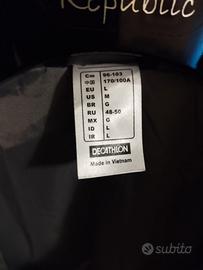 Republic
Cm 96-103
170/100A
EU L
US M
BR G
RU 48-50
MX G
ID L
IR L
DECATHLON
Made in Vietnam
subito